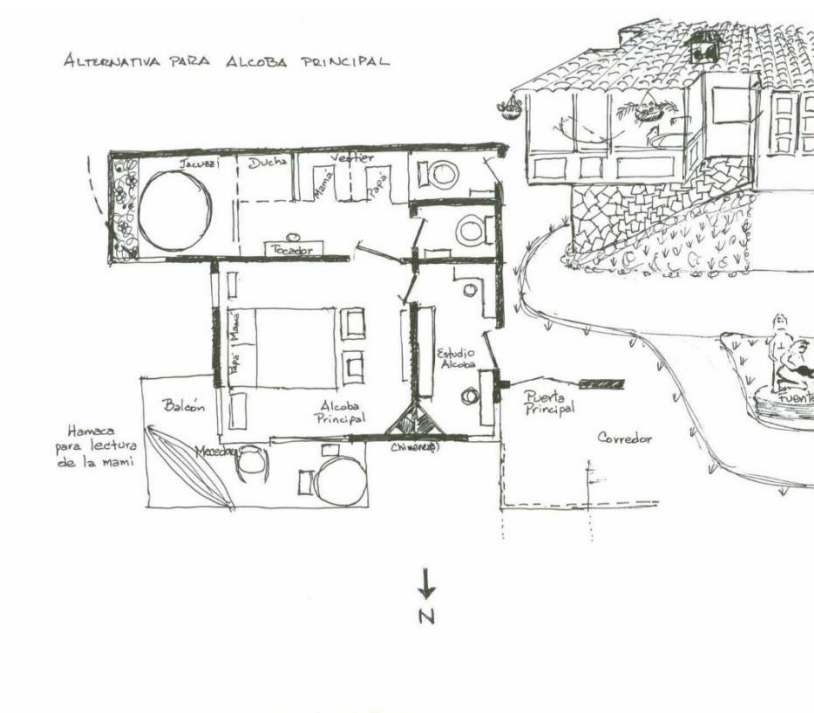 ALTERNATIVA PARA ALCOBA PRINCIPAL
Jacuzzi
Ducha
Vestier
Mamá
Papá
Tocador
Papá
Mamá
Estudio
Alcoba
Balcón
Alcoba
Principal
Puerta
Principal
Fuente
Hamaca
para lectura
de la mami
Mecedora
Chimenea(s)
Corredor
N